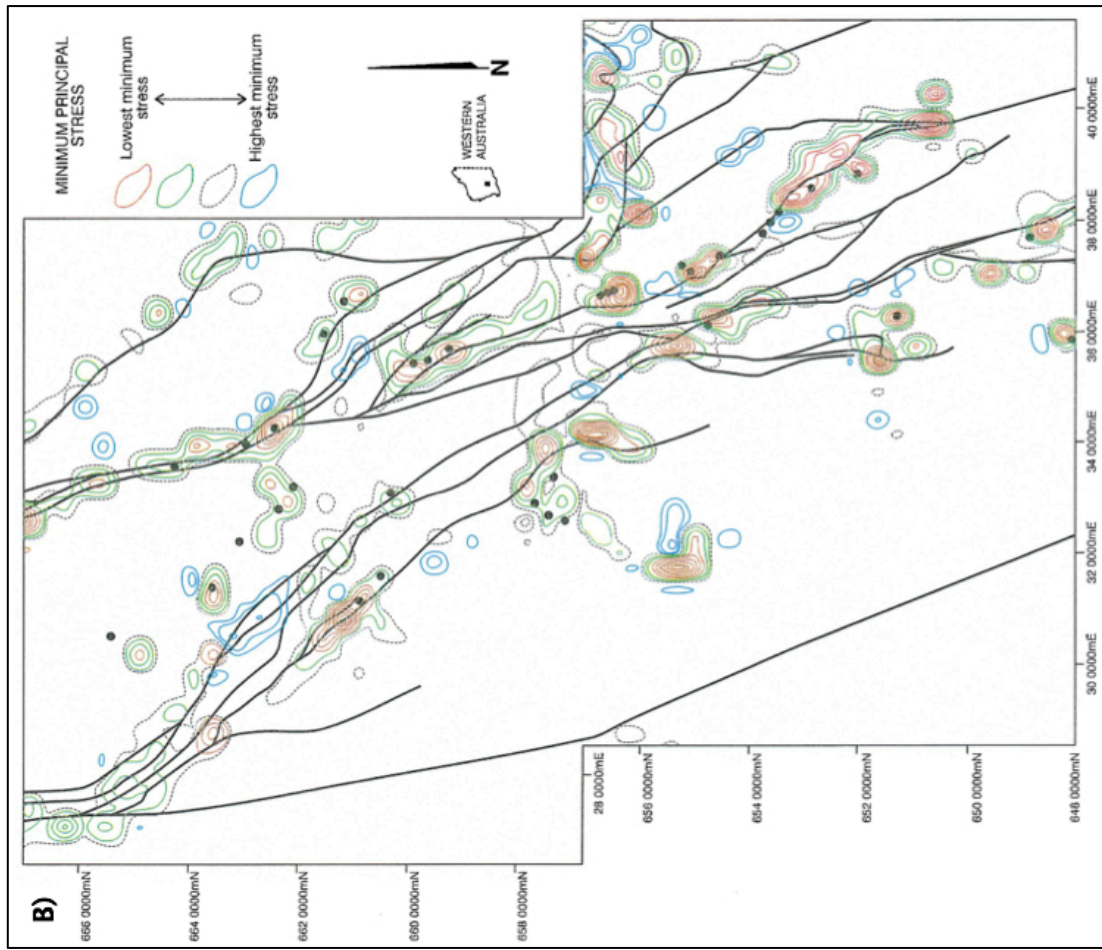 B)
MINIMUM PRINCIPAL
STRESS
Lowest minimum
stress
Highest minimum
stress
N
WESTERN
AUSTRALIA
666 0000mN
664 0000mN
662 0000mN
660 0000mN
658 0000mN
656 0000mN
654 0000mN
652 0000mN
650 0000mN
648 0000mN
28 0000mE
30 0000mE
32 0000mE
34 0000mE
36 0000mE
38 0000mE
40 0000mE